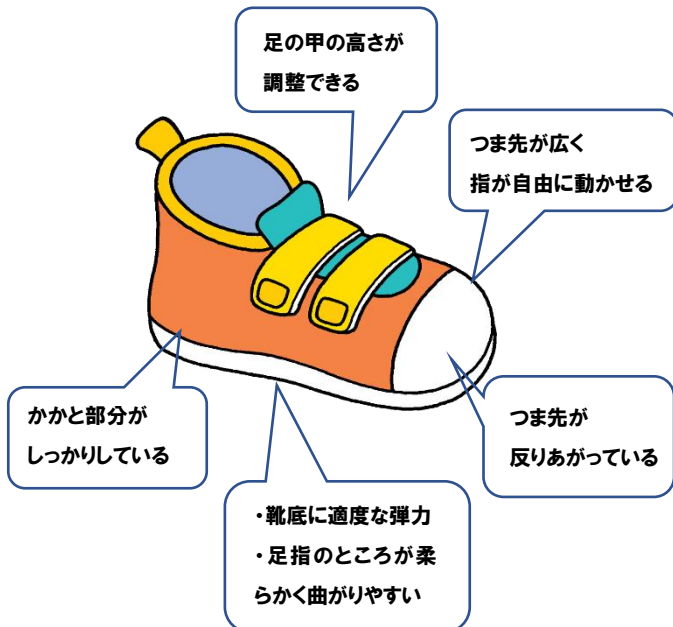 足の甲の高さが
調整できる
つま先が広く
指が自由に動かせる
かかと部分が
しっかりしている
つま先が
反りあがっている
・靴底に適度な弾力
・足指のところが柔
らかく曲がりやすい